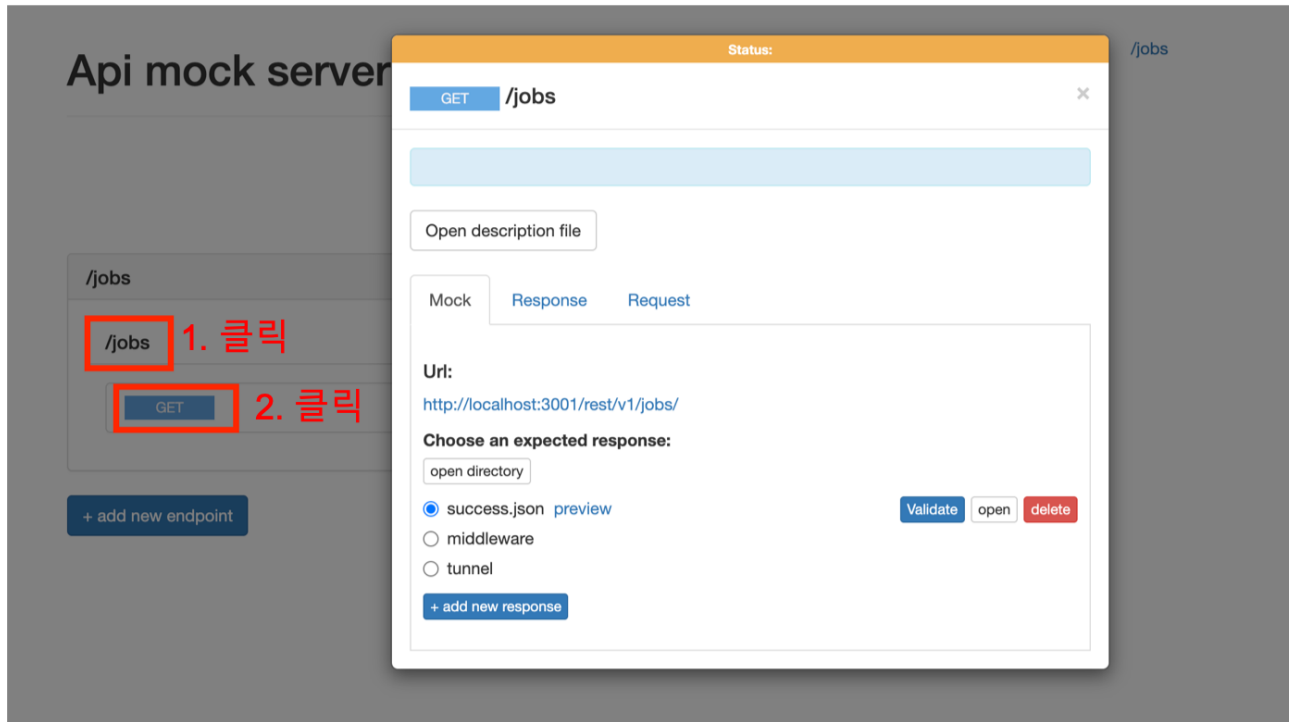 Api mock server
/jobs
/jobs
/jobs
1. 클릭
GET
2. 클릭
+ add new endpoint
Status:
GET /jobs
×
Open description file
Mock Response Request
Url:
http://localhost:3001/rest/v1/jobs/
Choose an expected response:
open directory
success.json preview Validate open delete
middleware
tunnel
+ add new response